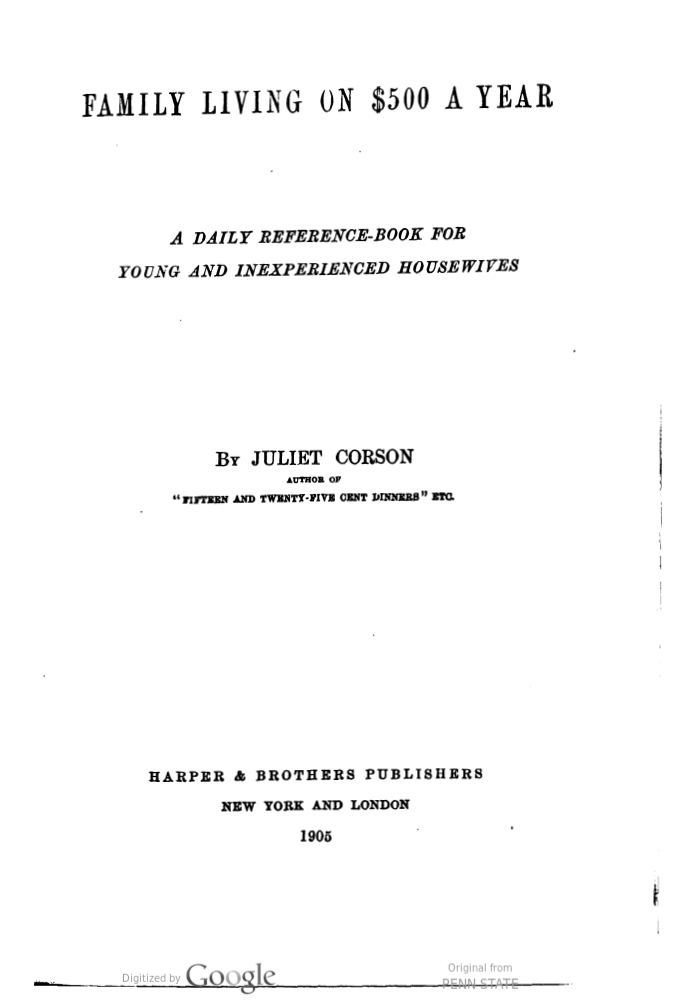 FAMILY LIVING ON $500 A YEAR
A DAILY REFERENCE-BOOK FOR
YOUNG AND INEXPERIENCED HOUSEWIVES
BY JULIET CORSON
AUTHOR OF
"FIFTEEN AND TWENTY-FIVE CENT DINNERS" ETC.
HARPER & BROTHERS PUBLISHERS
NEW YORK AND LONDON
1905
Digitized by Google
Original from
PENN STATE